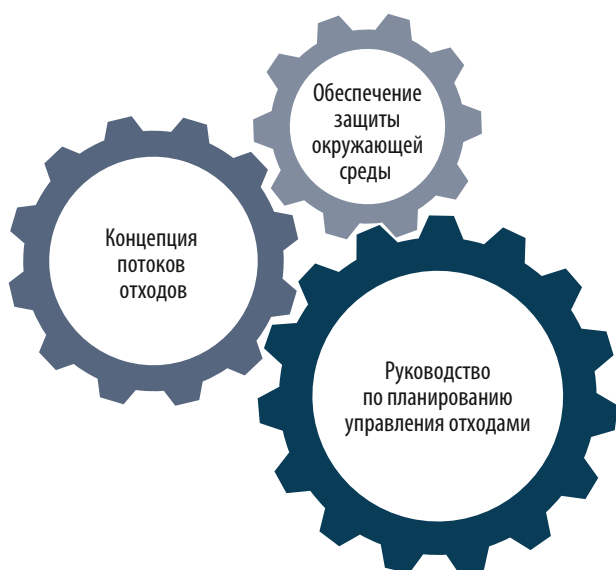 Обеспечение
защиты
окружающей
среды
Концепция
потоков
отходов
Руководство
по планированию
управления отходами